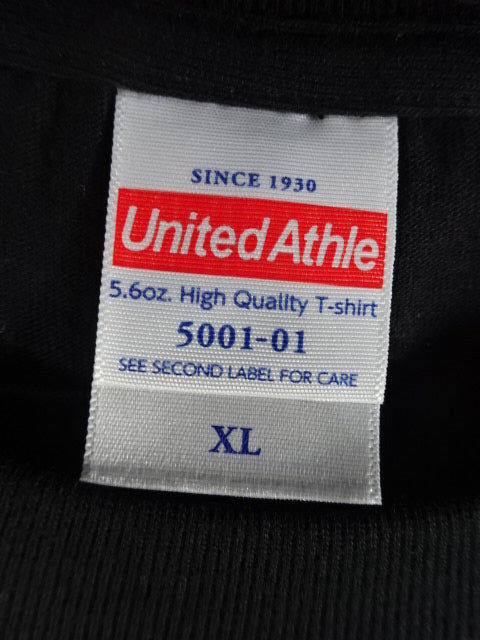 SINCE 1930
United Athle
5.6oz. High Quality T-shirt
5001-01
SEE SECOND LABEL FOR CARE
XL